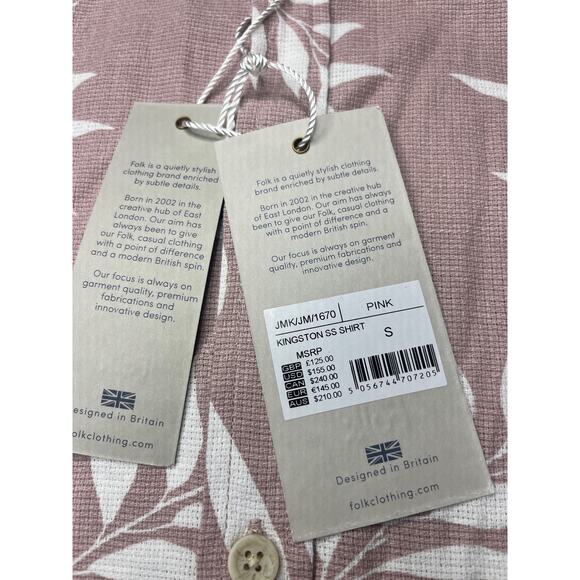 Folk is a quietly stylish
clothing brand enriched
by subtle details.
Born in 2002 in the
creative hub of East
London. Our aim has
always been to give
our Folk, casual clothing
with a point of difference
and a modern British spin.
Our focus is always on
garment quality, premium
fabrications and
innovative design.
esigned in Britain
olkclothing.com
Folk is a quietly stylish clothing
brand enriched by subtle details.
Born in 2002 in the creative hub
of East London. Our aim has always
been to give our Folk, casual clothing
with a point of difference and a
modern British spin.
Our focus is always on garment
quality, premium fabrications and
innovative design.
JMK/JM/1670 PINK
KINGSTON SS SHIRT S
MSRP
GBP £125.00
USD $155.00
CAN $240.00
EUR €145.00
AUS $210.00
5 056744 707205
Designed in Britain
folkclothing.com